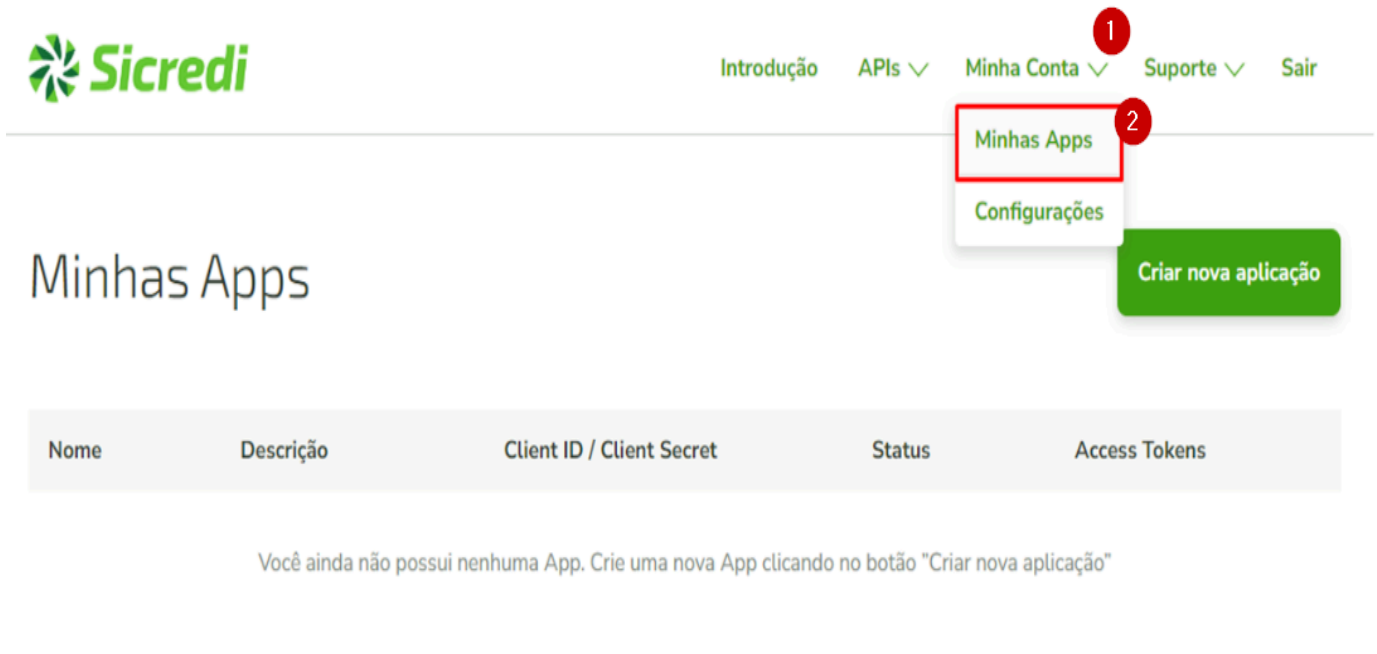 1
Sicredi Introdução APIs Minha Conta Suporte Sair
2
Minhas Apps
Configurações
Minhas Apps
Criar nova aplicação
Nome Descrição Client ID / Client Secret Status Access Tokens
Você ainda não possui nenhuma App. Crie uma nova App clicando no botão "Criar nova aplicação"